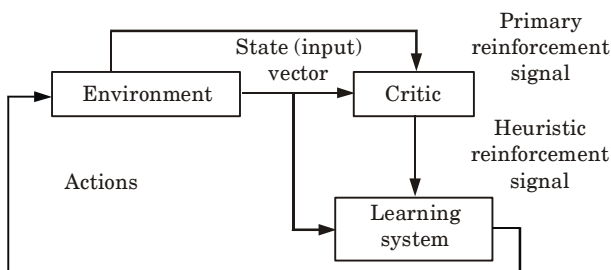 Primary
reinforcement
signal
State (input)
vector
Environment
Critic
Heuristic
reinforcement
signal
Actions
Learning
system